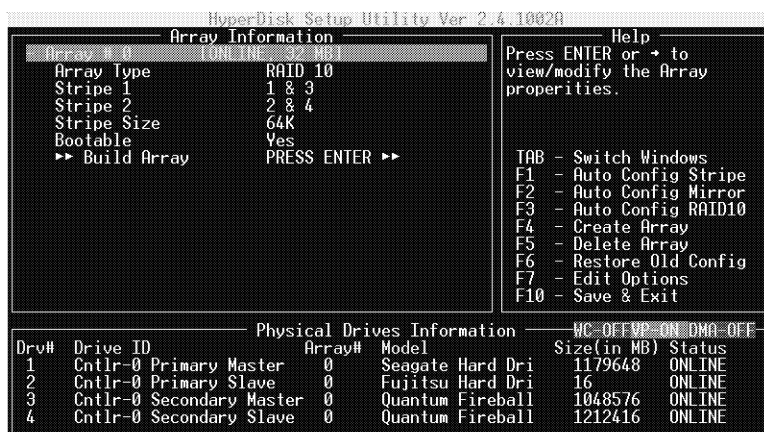 HyperDisk Setup Utility Ver 2.4.1002A
Array Information
- Array # 0 [ONLINE, 32 MB]
Array Type RAID 10
Stripe 1 1 & 3
Stripe 2 2 & 4
Stripe Size 64K
Bootable Yes
►► Build Array PRESS ENTER ►►
Help
Press ENTER or → to
view/modify the Array
properities.
TAB - Switch Windows
F1 - Auto Config Stripe
F2 - Auto Config Mirror
F3 - Auto Config RAID10
F4 - Create Array
F5 - Delete Array
F6 - Restore Old Config
F7 - Edit Options
F10 - Save & Exit
Physical Drives Information WC-OFF VP-ON DMA-OFF
Drv# Drive ID Array# Model Size(in MB) Status
1 Cntlr-0 Primary Master 0 Seagate Hard Dri 1179648 ONLINE
2 Cntlr-0 Primary Slave 0 Fujitsu Hard Dri 16 ONLINE
3 Cntlr-0 Secondary Master 0 Quantum Fireball 1048576 ONLINE
4 Cntlr-0 Secondary Slave 0 Quantum Fireball 1212416 ONLINE